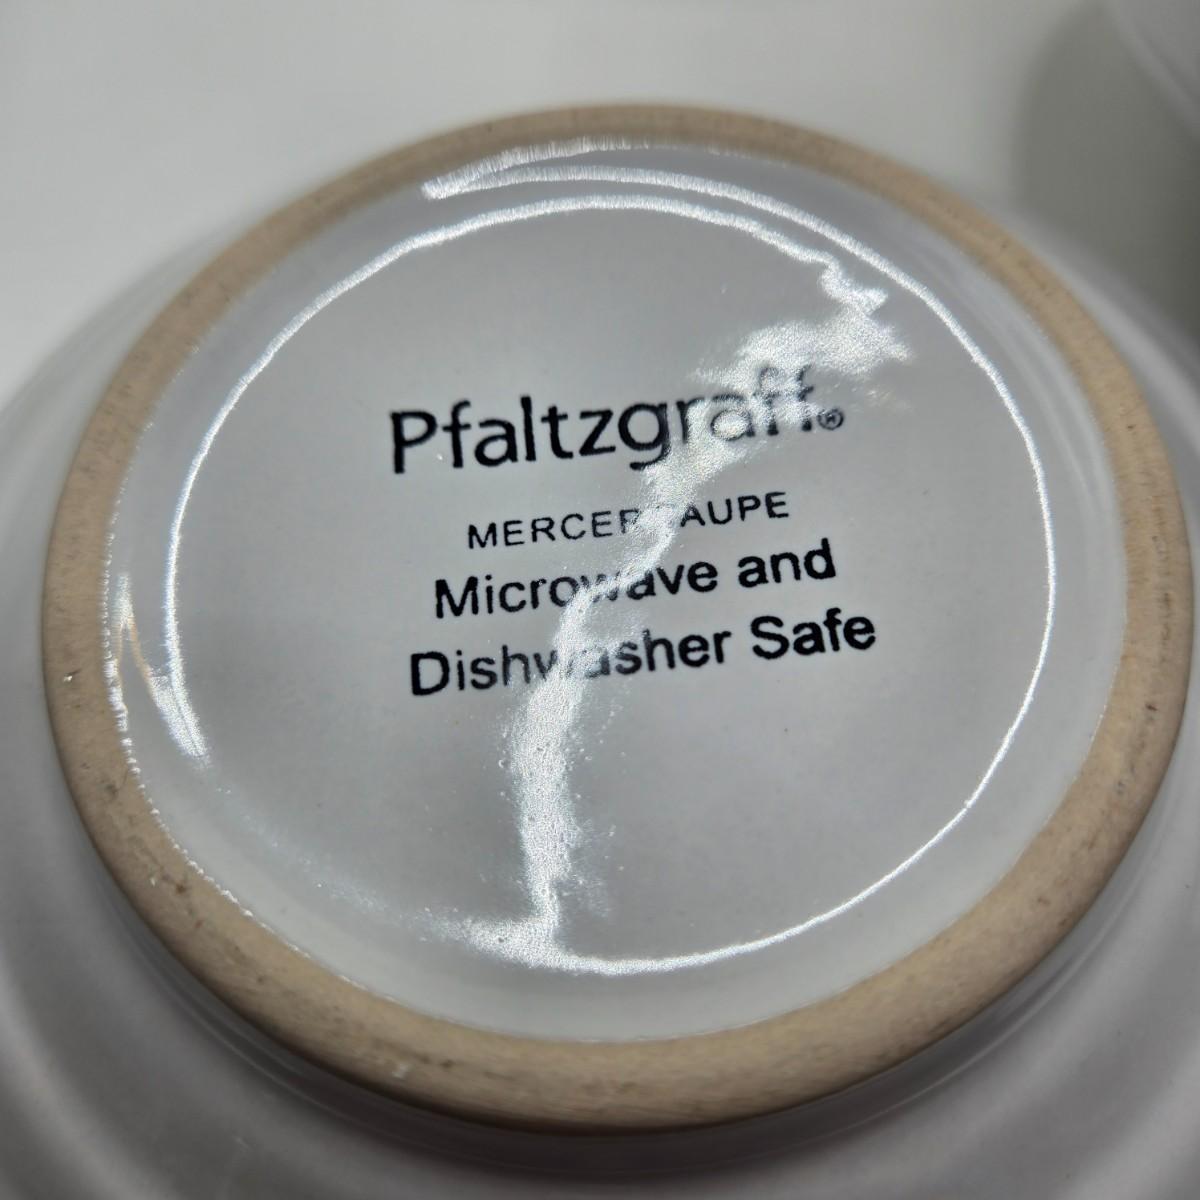 Pfaltzgraff®
MERCER TAUPE
Microwave and
Dishwasher Safe